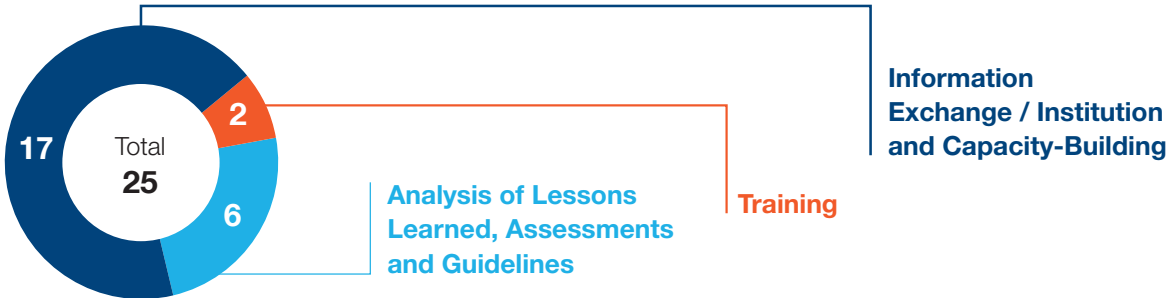 17
Total
25
2
6
Information
Exchange / Institution
and Capacity-Building
Training
Analysis of Lessons
Learned, Assessments
and Guidelines